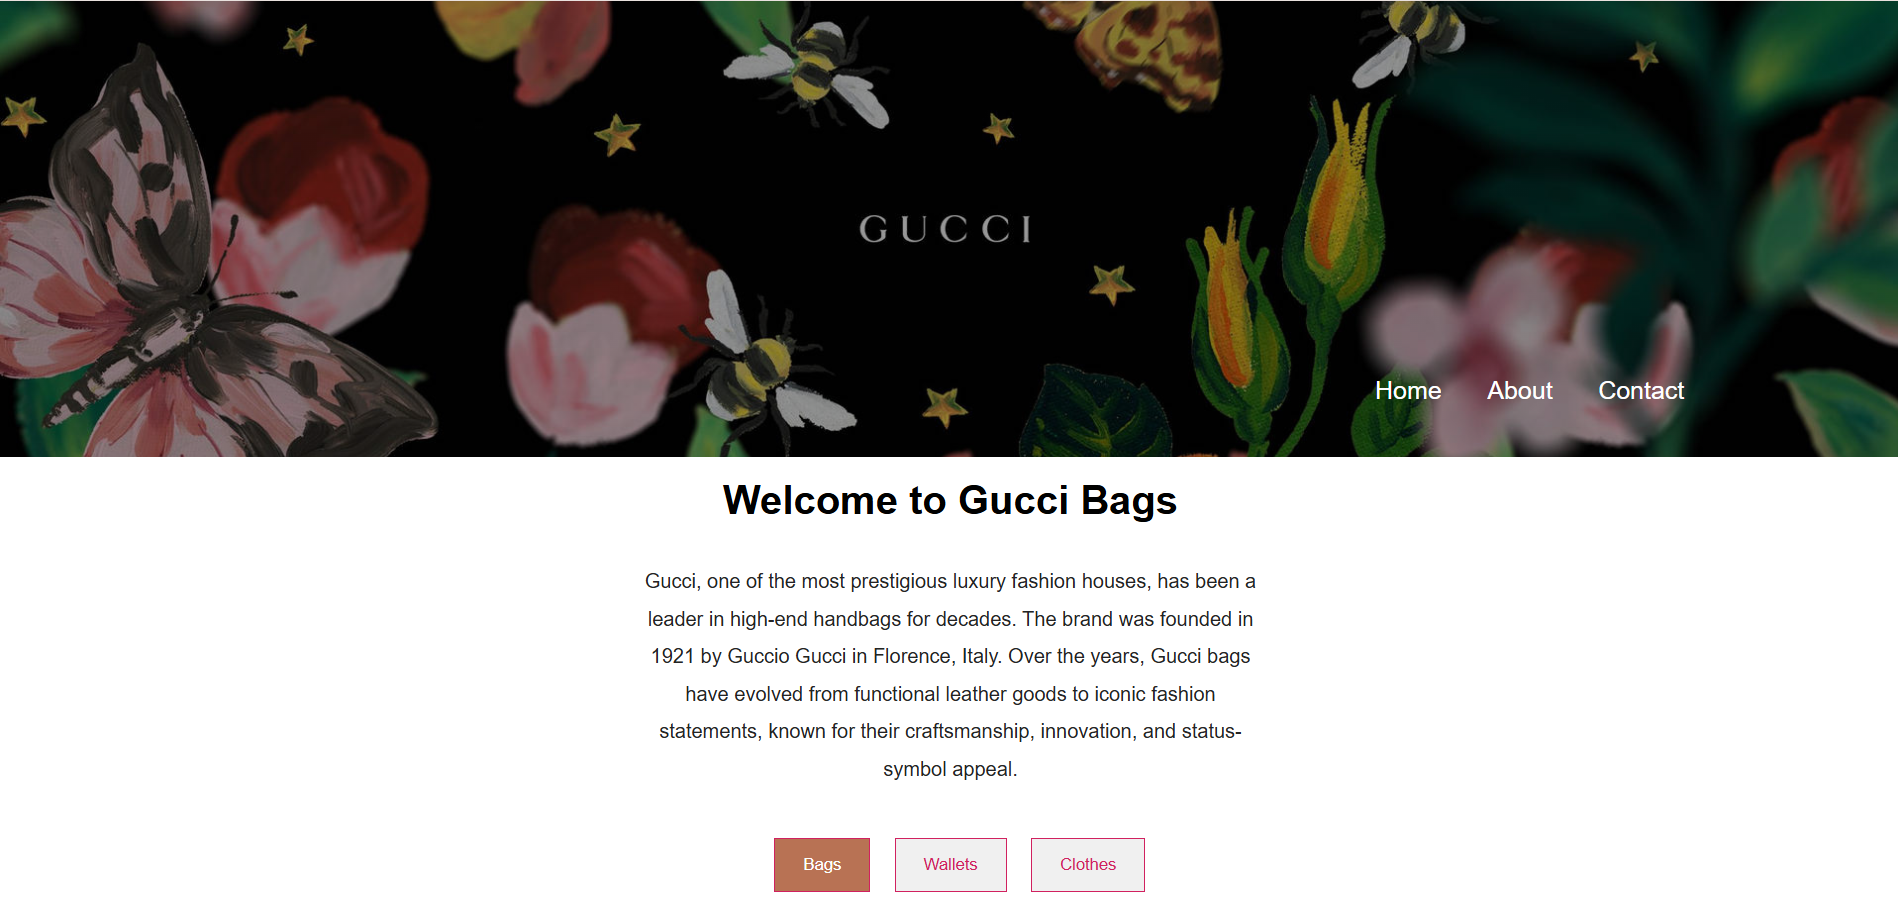 GUCCI
Home About Contact
Welcome to Gucci Bags
Gucci, one of the most prestigious luxury fashion houses, has been a
leader in high-end handbags for decades. The brand was founded in
1921 by Guccio Gucci in Florence, Italy. Over the years, Gucci bags
have evolved from functional leather goods to iconic fashion
statements, known for their craftsmanship, innovation, and status-
symbol appeal.
Bags Wallets Clothes